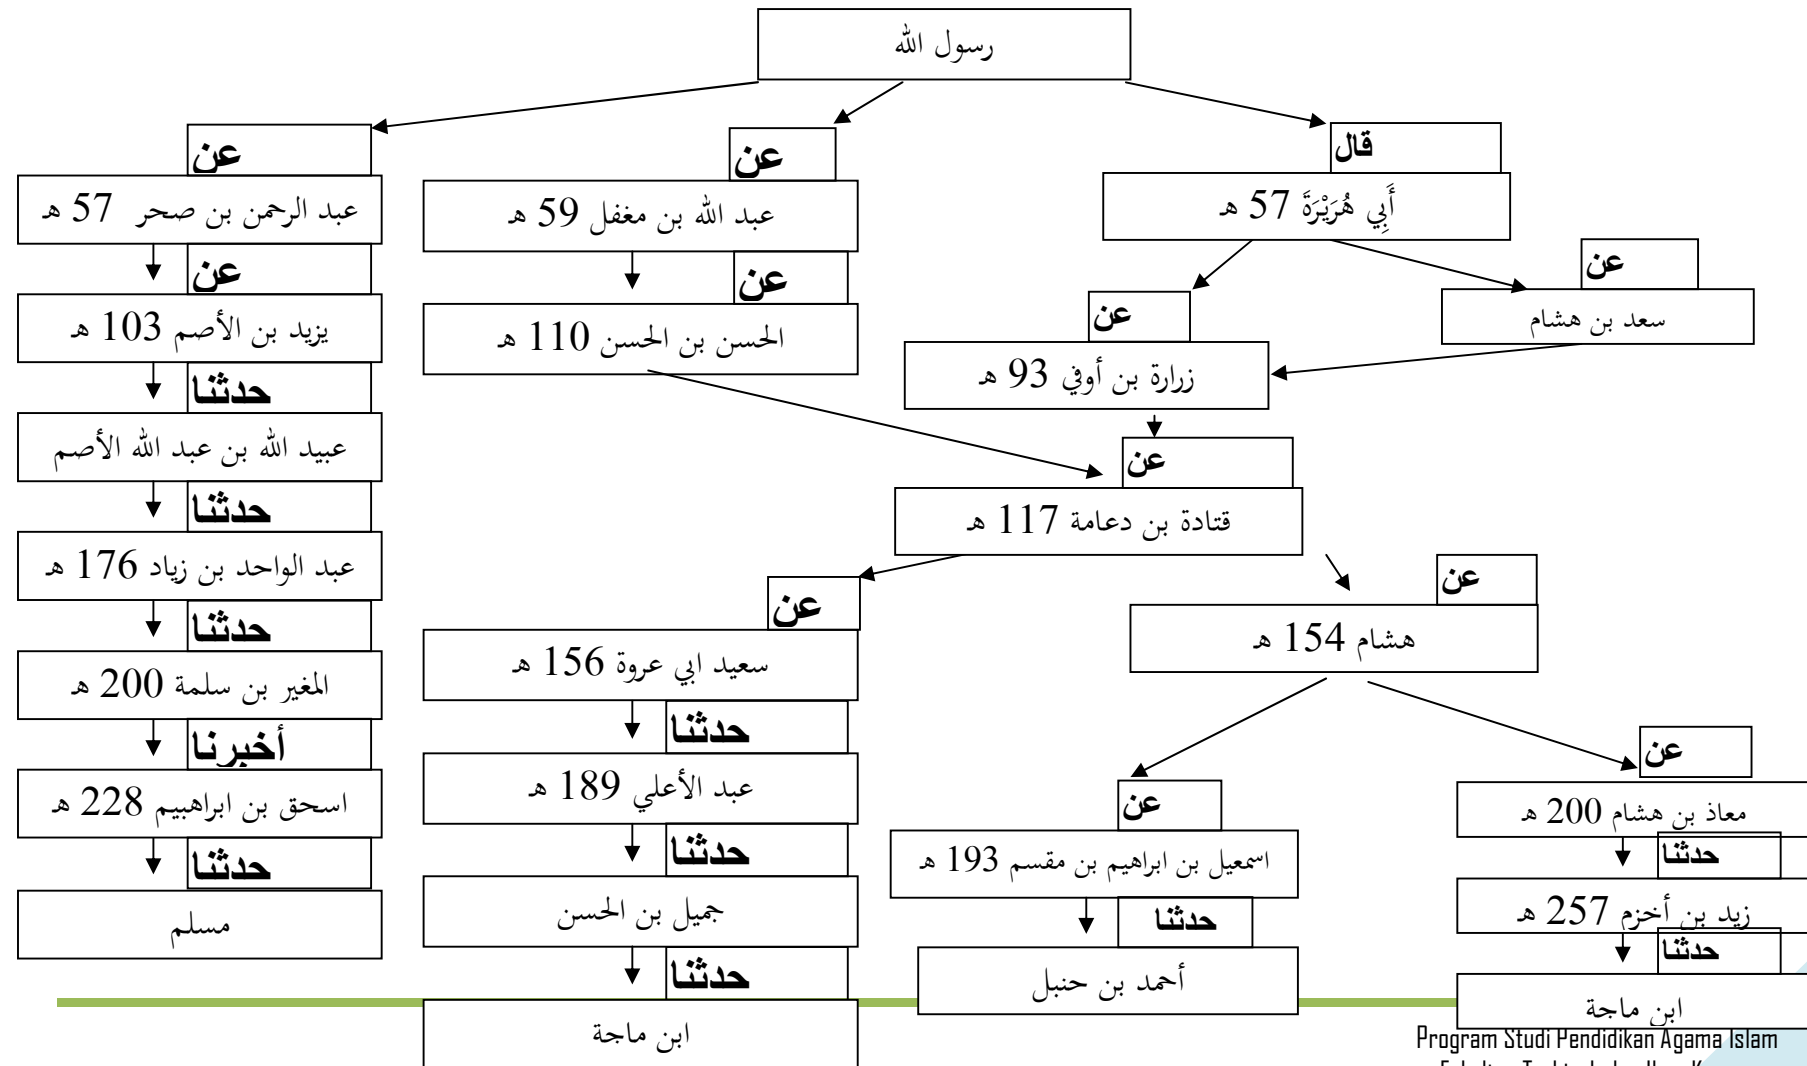 رسول الله
عن
عبد الرحمن بن صحر 57 هـ
عن
يزيد بن الأصم 103 هـ
حدثنا
عبيد الله بن عبد الله الأصم
حدثنا
عبد الواحد بن زياد 176 هـ
حدثنا
المغير بن سلمة 200 هـ
أخبرنا
اسحق بن ابراهبيم 228 هـ
حدثنا
مسلم
عن
عبد الله بن مغفل 59 هـ
عن
الحسن بن الحسن 110 هـ
قال
أَبِي هُرَيْرَةَ 57 هـ
عن
سعد بن هشام
عن
زرارة بن أوفي 93 هـ
عن
قتادة بن دعامة 117 هـ
عن
سعيد ابي عروة 156 هـ
حدثنا
عبد الأعلي 189 هـ
حدثنا
جميل بن الحسن
حدثنا
ابن ماجة
عن
هشام 154 هـ
عن
اسمعيل بن ابراهيم بن مقسم 193 هـ
حدثنا
أحمد بن حنبل
عن
معاذ بن هشام 200 هـ
حدثنا
زيد بن أخزم 257 هـ
حدثنا
ابن ماجة
Program Studi Pendidikan Agama Islam